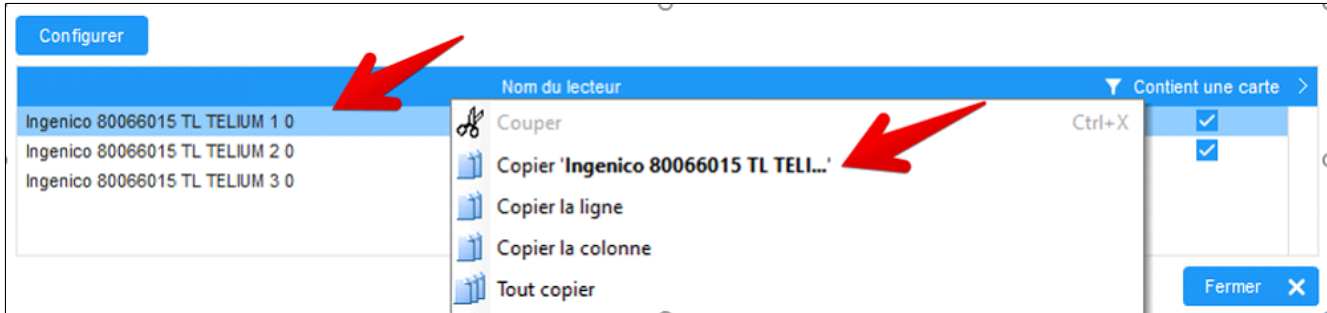 Configurer
Nom du lecteur Contient une carte
Ingenico 80066015 TL TELIUM 1 0
Ingenico 80066015 TL TELIUM 2 0
Ingenico 80066015 TL TELIUM 3 0
Couper Ctrl+X
Copier 'Ingenico 80066015 TL TELI...'
Copier la ligne
Copier la colonne
Tout copier
Fermer